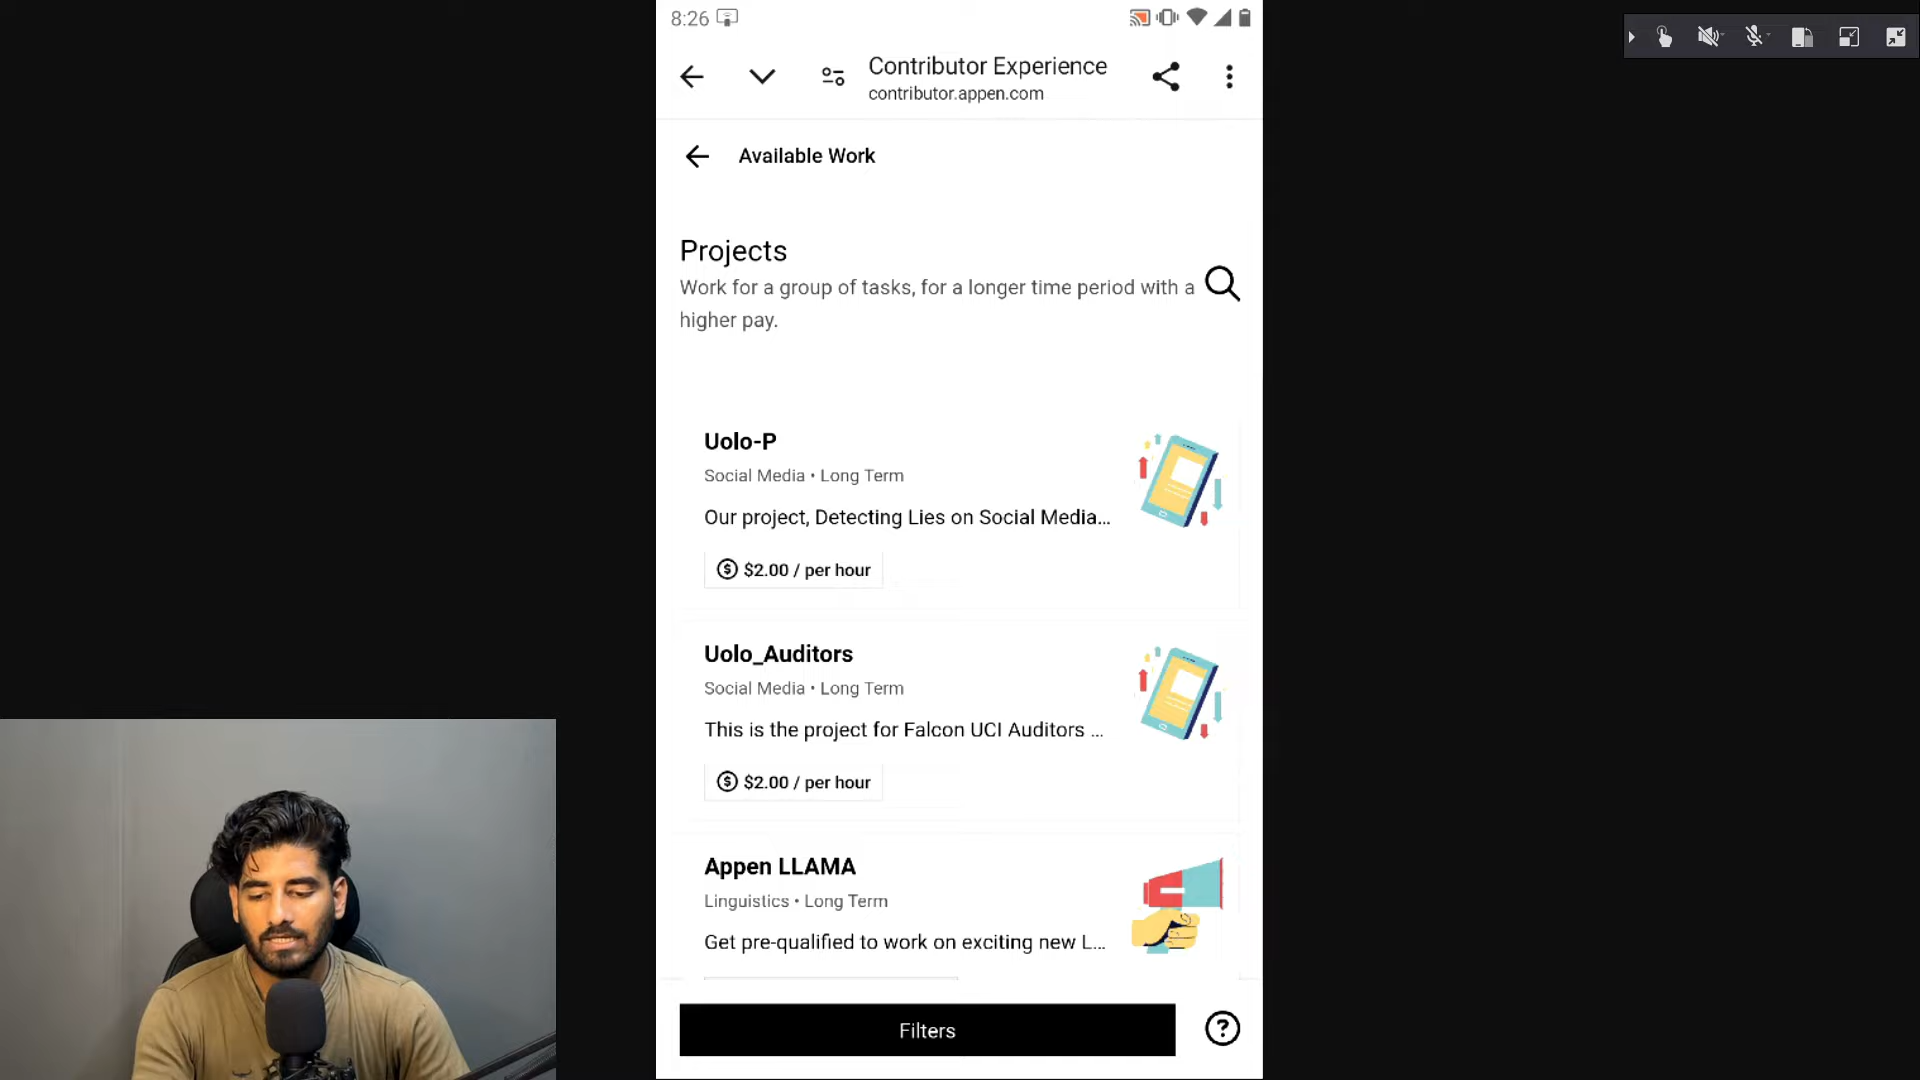 8:26
Contributor Experience
contributor.appen.com
Available Work
Projects
Work for a group of tasks, for a longer time period with a
higher pay.
Uolo-P
Social Media • Long Term
Our project, Detecting Lies on Social Media...
$2.00 / per hour
Uolo_Auditors
Social Media • Long Term
This is the project for Falcon UCI Auditors ...
$2.00 / per hour
Appen LLAMA
Linguistics • Long Term
Get pre-qualified to work on exciting new L...
Filters